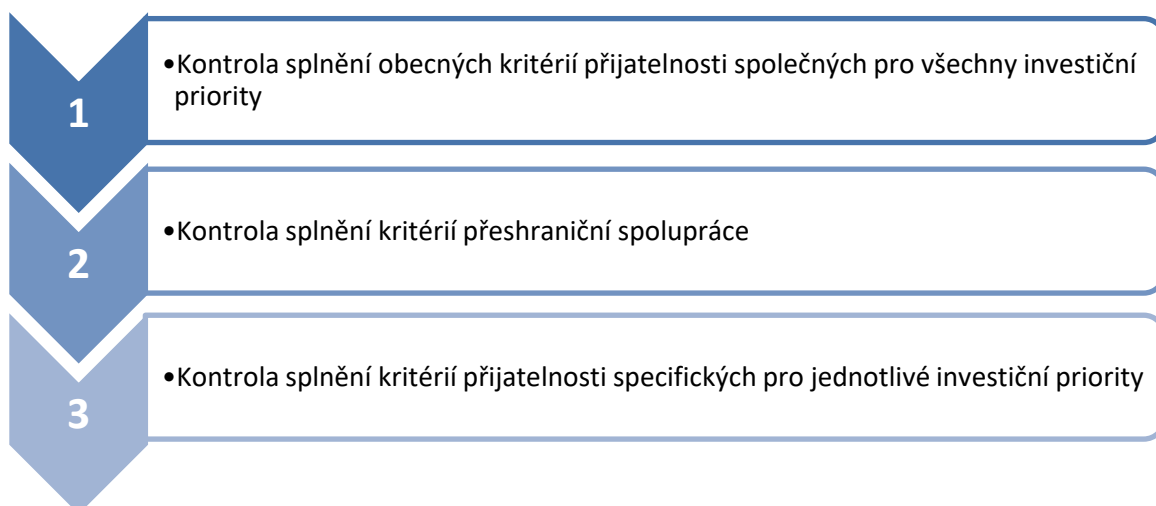 1
•Kontrola splnění obecných kritérií přijatelnosti společných pro všechny investiční
priority
2
•Kontrola splnění kritérií přeshraniční spolupráce
3
•Kontrola splnění kritérií přijatelnosti specifických pro jednotlivé investiční priority